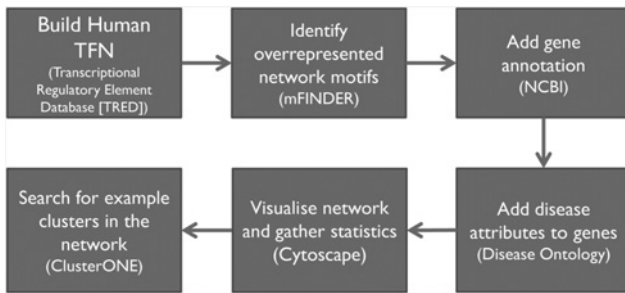 Build Human
TFN
(Transcriptional
Regulatory Element
Database [TRED])
Identify
overrepresented
network motifs
(mFINDER)
Add gene
annotation
(NCBI)
Add disease
attributes to genes
(Disease Ontology)
Visualise network
and gather statistics
(Cytoscape)
Search for example
clusters in the
network
(ClusterONE)